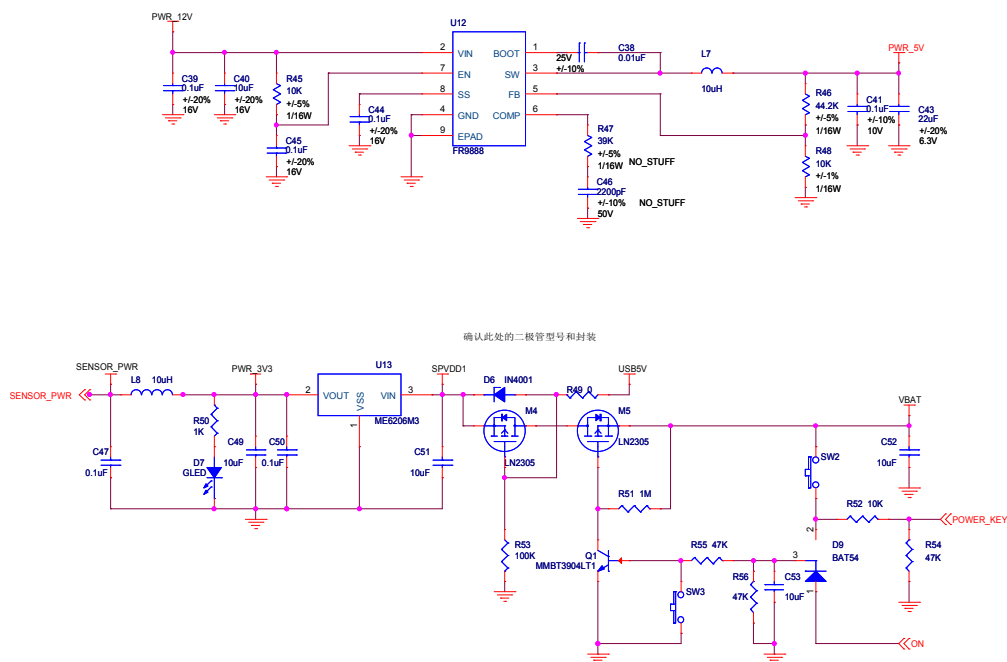 PWR_12V
U12
2 VIN BOOT 1
7 EN SW 3
8 SS FB 5
4 GND COMP 6
9 EPAD
FR9888
C39
0.1uF
+/-20%
16V
C40
10uF
+/-20%
16V
R45
10K
+/-5%
1/16W
C45
0.1uF
+/-20%
16V
C44
0.1uF
+/-20%
16V
C38
0.01uF
25V
+/-10%
L7
10uH
PWR_5V
R46
44.2K
+/-5%
1/16W
C41
0.1uF
+/-10%
10V
C43
22uF
+/-20%
6.3V
R48
10K
+/-1%
1/16W
R47
39K
+/-5%
1/16W
NO_STUFF
C46
2200pF
+/-10%
50V
NO_STUFF
确认此处的二极管型号和封装
SENSOR_PWR
SENSOR_PWR
L8 10uH
PWR_3V3
U13
2 VOUT VSS VIN 3
1
ME6206M3
SPVDD1
D6 IN4001
R49 0
USB5V
M4
LN2305
M5
LN2305
VBAT
C47
0.1uF
R50
1K
D7
GLED
C49
10uF
C50
0.1uF
C51
10uF
R51 1M
SW2
C52
10uF
R52 10K
POWER_KEY
R53
100K
Q1
MMBT3904LT1
R55 47K
SW3
R56
47K
C53
10uF
2
3
1
D9
BAT54
R54
47K
ON